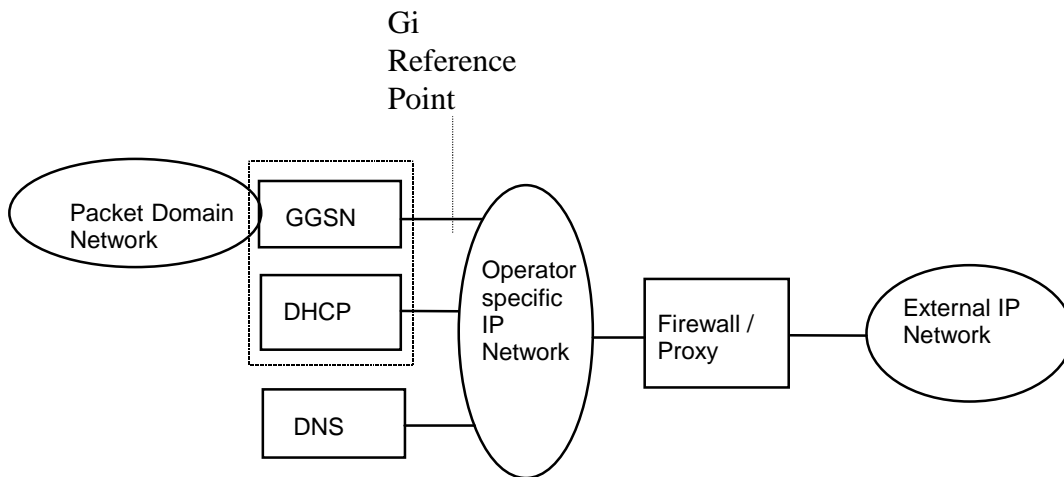 Gi
Reference
Point
Packet Domain
Network
GGSN
DHCP
DNS
Operator
specific
IP
Network
Firewall /
Proxy
External IP
Network